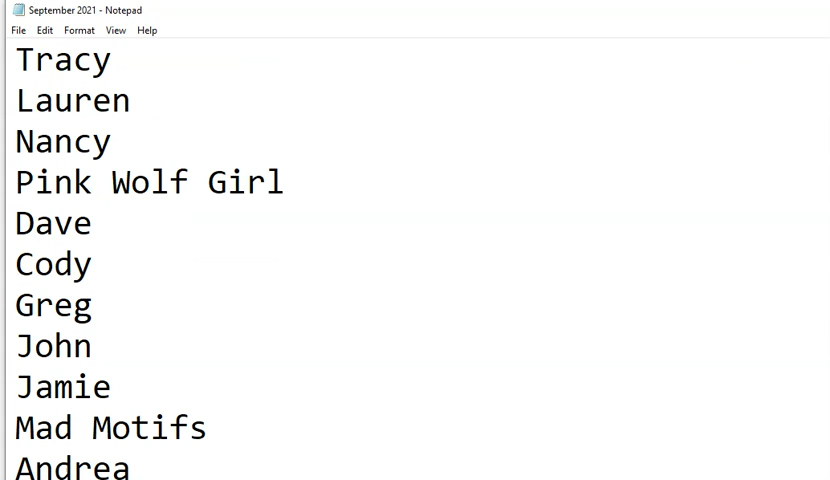 September 2021 - Notepad
File Edit Format View Help
Tracy
Lauren
Nancy
Pink Wolf Girl
Dave
Cody
Greg
John
Jamie
Mad Motifs
Andrea